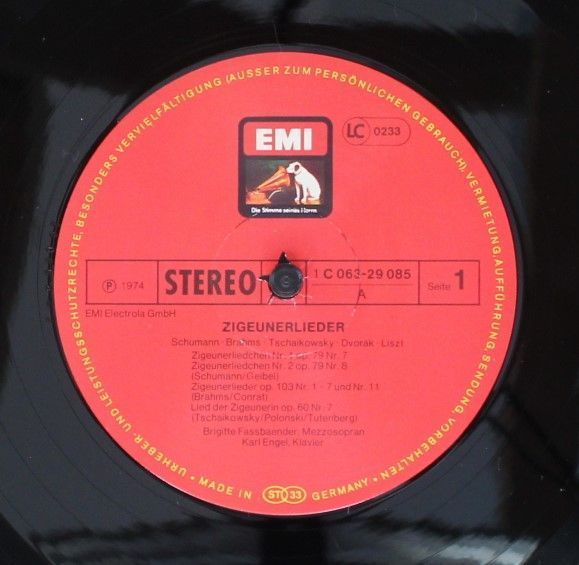 URHEBER UND LEISTUNGSSCHUTZRECHTE, BESONDERS VERVIELFÄLTIGUNG (AUSSER ZUM PERSÖNLICHEN GEBRAUCH), VERMIETUNG, AUFFÜHRUNG, SENDUNG VORBEHALTEN
EMI
LC 0233
Die Stimme seines Herrn
Ⓟ 1974
STEREO
1 C 063-29 085
A
Seite 1
EMI Electrola GmbH
ZIGEUNERLIEDER
Schumann · Brahms · Tschaikowsky · Dvorák · Liszt
Zigeunerliedchen Nr. 1 op. 79 Nr. 7
Zigeunerliedchen Nr. 2 op. 79 Nr. 8
(Schumann/Geibel)
Zigeunerlieder op. 103 Nr. 1 - 7 und Nr. 11
(Brahms/Conrat)
Lied der Zigeunerin op. 60 Nr. 7
(Tschaikowsky/Polonski/Tutenberg)
Brigitte Fassbaender, Mezzosopran
Karl Engel, Klavier
• MADE IN ST 33 GERMANY •